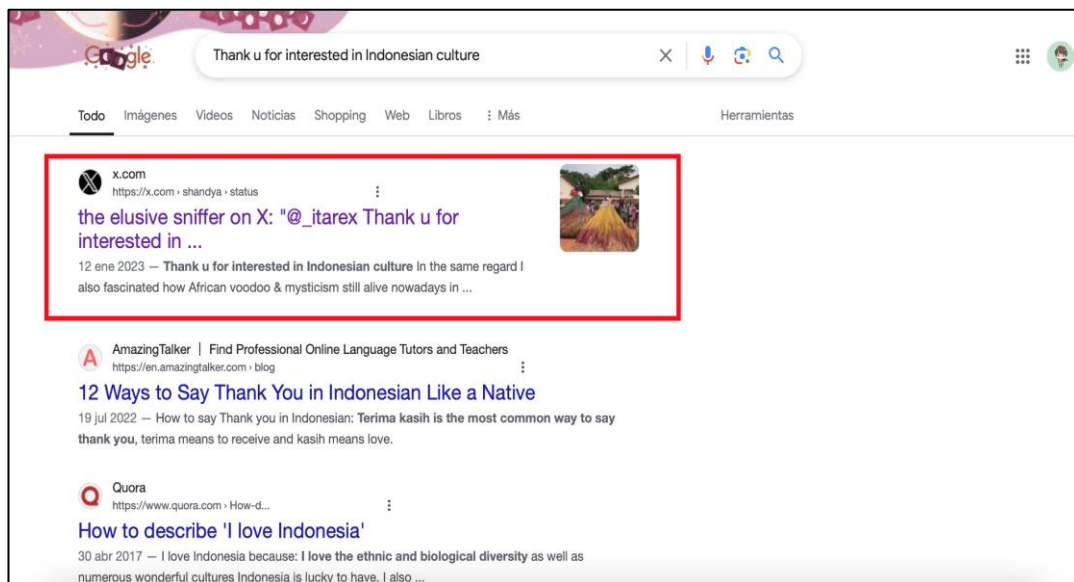 Google
Thank u for interested in Indonesian culture
Todo Imágenes Videos Noticias Shopping Web Libros Más Herramientas
x.com
https://x.com › shandya › status
the elusive sniffer on X: "@_itarex Thank u for
interested in ...
12 ene 2023 — Thank u for interested in Indonesian culture In the same regard I
also fascinated how African voodoo & mysticism still alive nowadays in ...
AmazingTalker | Find Professional Online Language Tutors and Teachers
https://en.amazingtalker.com › blog
12 Ways to Say Thank You in Indonesian Like a Native
19 jul 2022 — How to say Thank you in Indonesian: Terima kasih is the most common way to say
thank you, terima means to receive and kasih means love.
Quora
https://www.quora.com › How-d...
How to describe 'I love Indonesia'
30 abr 2017 — I love Indonesia because: I love the ethnic and biological diversity as well as
numerous wonderful cultures Indonesia is lucky to have. I also ...